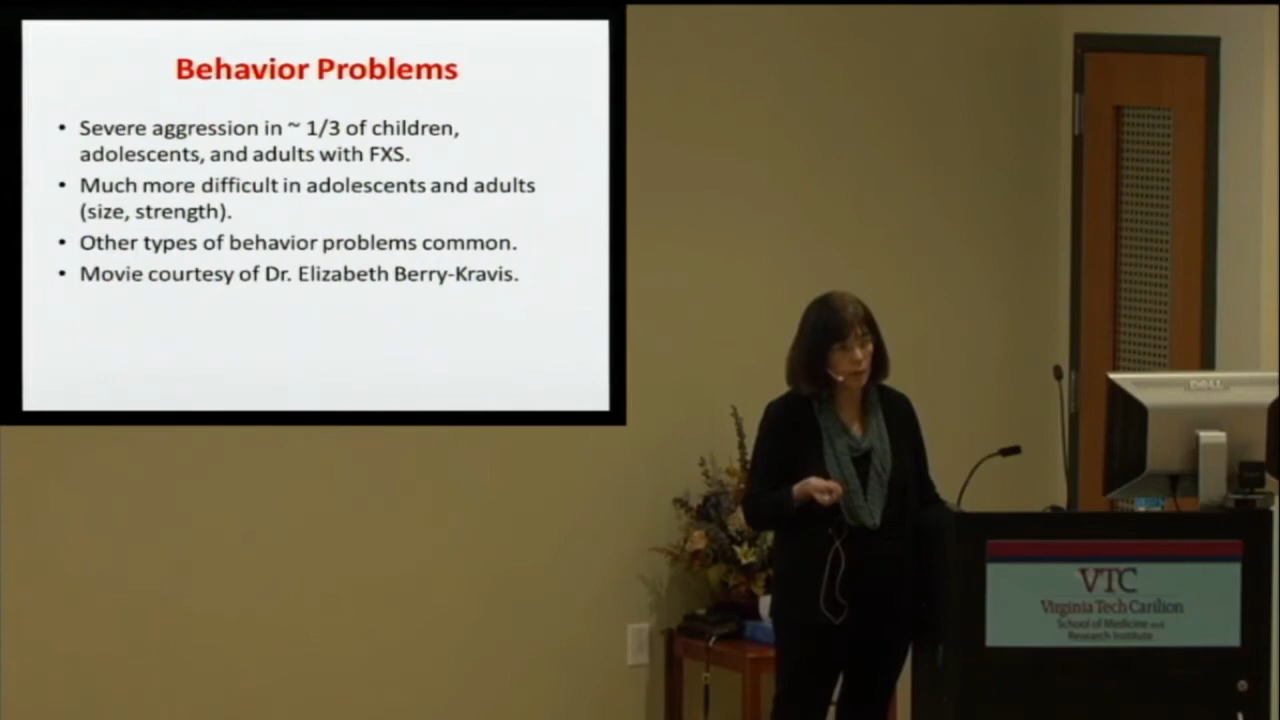 Behavior Problems
• Severe aggression in ~ 1/3 of children,
adolescents, and adults with FXS.
• Much more difficult in adolescents and adults
(size, strength).
• Other types of behavior problems common.
• Movie courtesy of Dr. Elizabeth Berry-Kravis.
DELL
VTC
Virginia Tech Carilion
School of Medicine and
Research Institute